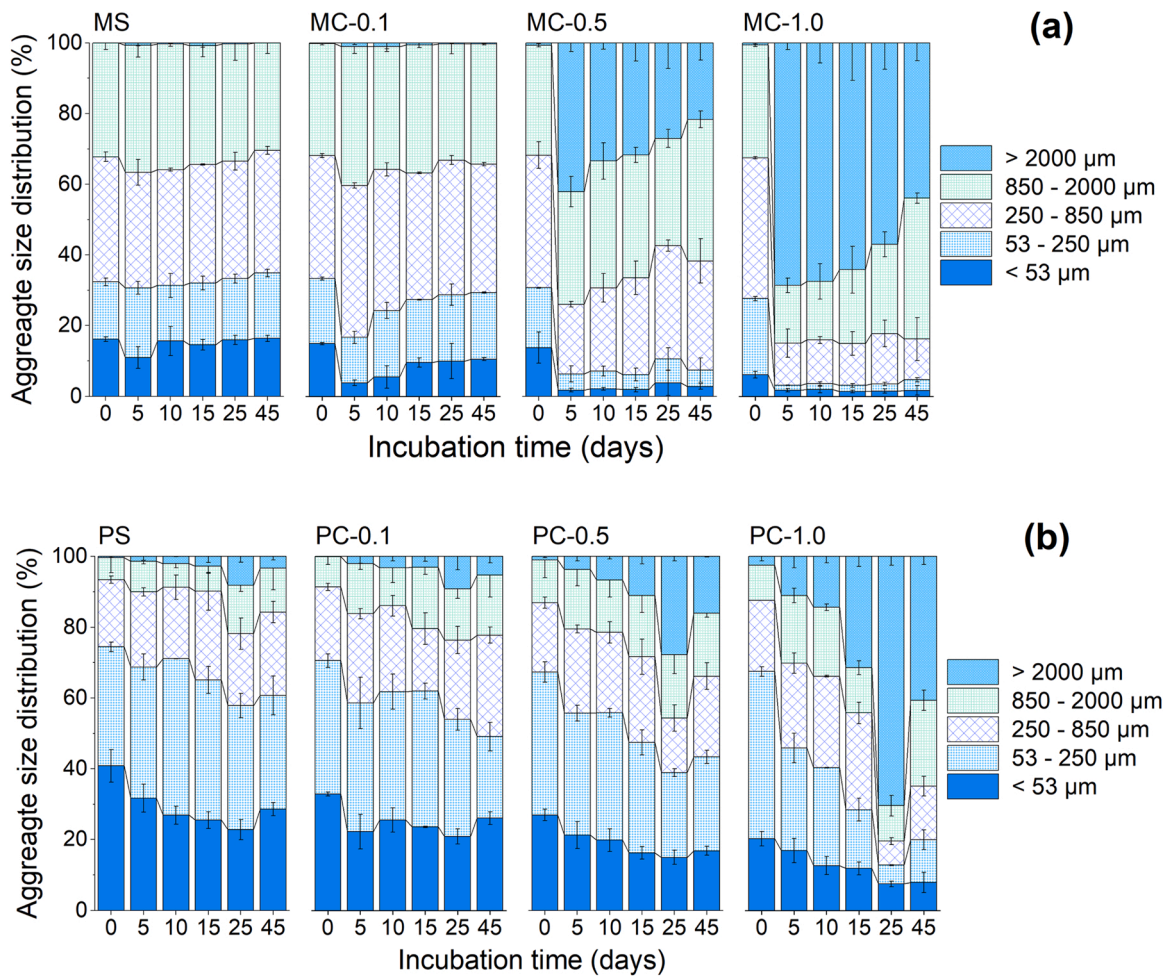 MS MC-0.1 MC-0.5 MC-1.0 (a)
Aggreagte size distribution (%)
100
80
60
40
20
0
> 2000 µm
850 - 2000 µm
250 - 850 µm
53 - 250 µm
< 53 µm
0 5 10 15 25 45 0 5 10 15 25 45 0 5 10 15 25 45 0 5 10 15 25 45
Incubation time (days)
PS PC-0.1 PC-0.5 PC-1.0 (b)
Aggreagte size distribution (%)
100
80
60
40
20
0
> 2000 µm
850 - 2000 µm
250 - 850 µm
53 - 250 µm
< 53 µm
0 5 10 15 25 45 0 5 10 15 25 45 0 5 10 15 25 45 0 5 10 15 25 45
Incubation time (days)